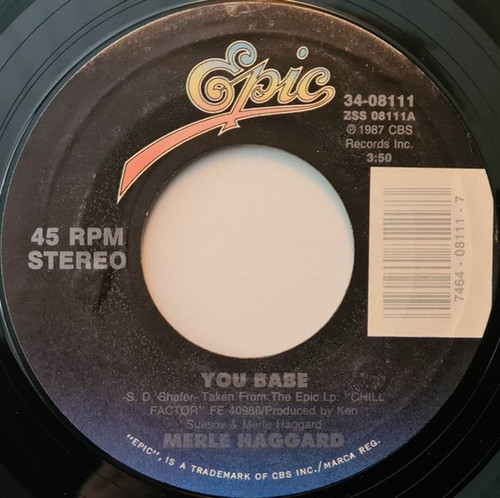 Epic
34-08111
ZSS 08111A
℗ 1987 CBS
Records Inc.
3:50
45 RPM
STEREO
7464-08111-7
YOU BABE
-S. D. Shafer- Taken From The Epic Lp: "CHILL
FACTOR" FE 40986/Produced by Ken
Suesov & Merle Haggard
MERLE HAGGARD
"EPIC", IS A TRADEMARK OF CBS INC./MARCA REG.